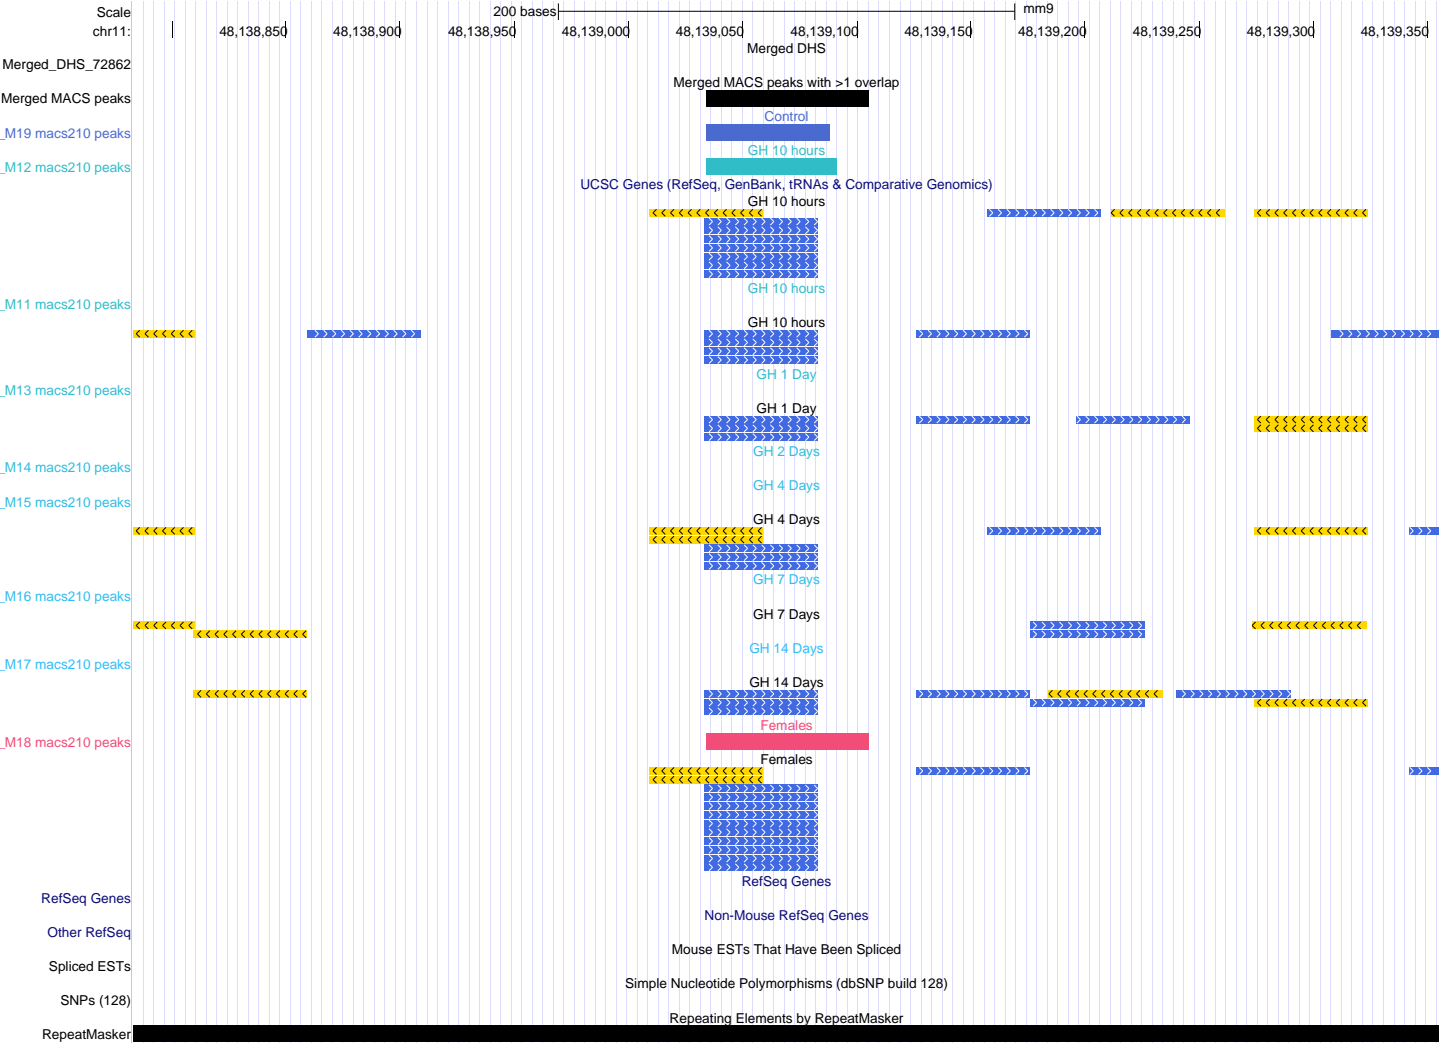 Scale 200 bases mm9
chr11: 48,138,850 48,138,900 48,138,950 48,139,000 48,139,050 48,139,100 48,139,150 48,139,200 48,139,250 48,139,300 48,139,350
Merged DHS
Merged_DHS_72862
Merged MACS peaks with >1 overlap
Merged MACS peaks
Control
_M19 macs210 peaks
GH 10 hours
_M12 macs210 peaks
UCSC Genes (RefSeq, GenBank, tRNAs & Comparative Genomics)
GH 10 hours
GH 10 hours
_M11 macs210 peaks
GH 10 hours
GH 1 Day
_M13 macs210 peaks
GH 1 Day
GH 2 Days
_M14 macs210 peaks
GH 4 Days
_M15 macs210 peaks
GH 4 Days
GH 7 Days
_M16 macs210 peaks
GH 7 Days
GH 14 Days
_M17 macs210 peaks
GH 14 Days
Females
_M18 macs210 peaks
Females
RefSeq Genes
RefSeq Genes
Non-Mouse RefSeq Genes
Other RefSeq
Mouse ESTs That Have Been Spliced
Spliced ESTs
Simple Nucleotide Polymorphisms (dbSNP build 128)
SNPs (128)
Repeating Elements by RepeatMasker
RepeatMasker